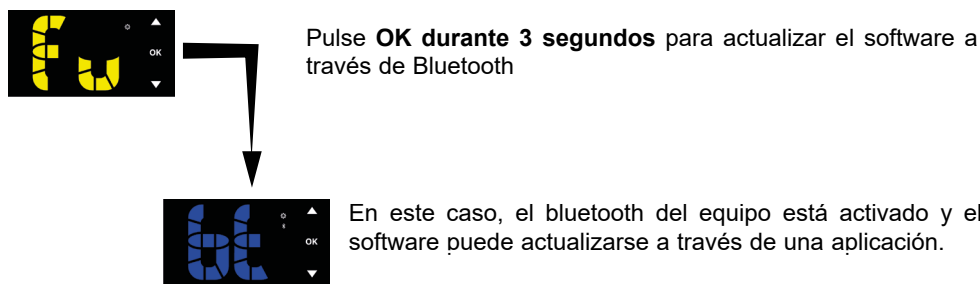 Fu
OK
Pulse OK durante 3 segundos para actualizar el software a
través de Bluetooth
bt
OK
En este caso, el bluetooth del equipo está activado y el
software puede actualizarse a través de una aplicación.